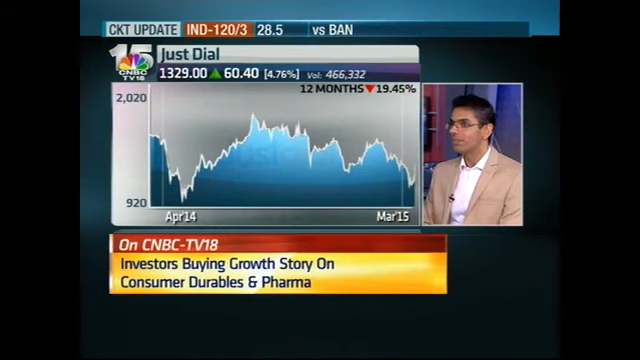 CKT UPDATE IND-120/3 28.5 vs BAN
15
CNBC
TV18
Just Dial
1329.00 ▲ 60.40 [4.76%] Vol: 466,332
12 MONTHS ▼ 19.45%
2,020
920
Apr14 Mar'15
On CNBC-TV18
Investors Buying Growth Story On
Consumer Durables & Pharma